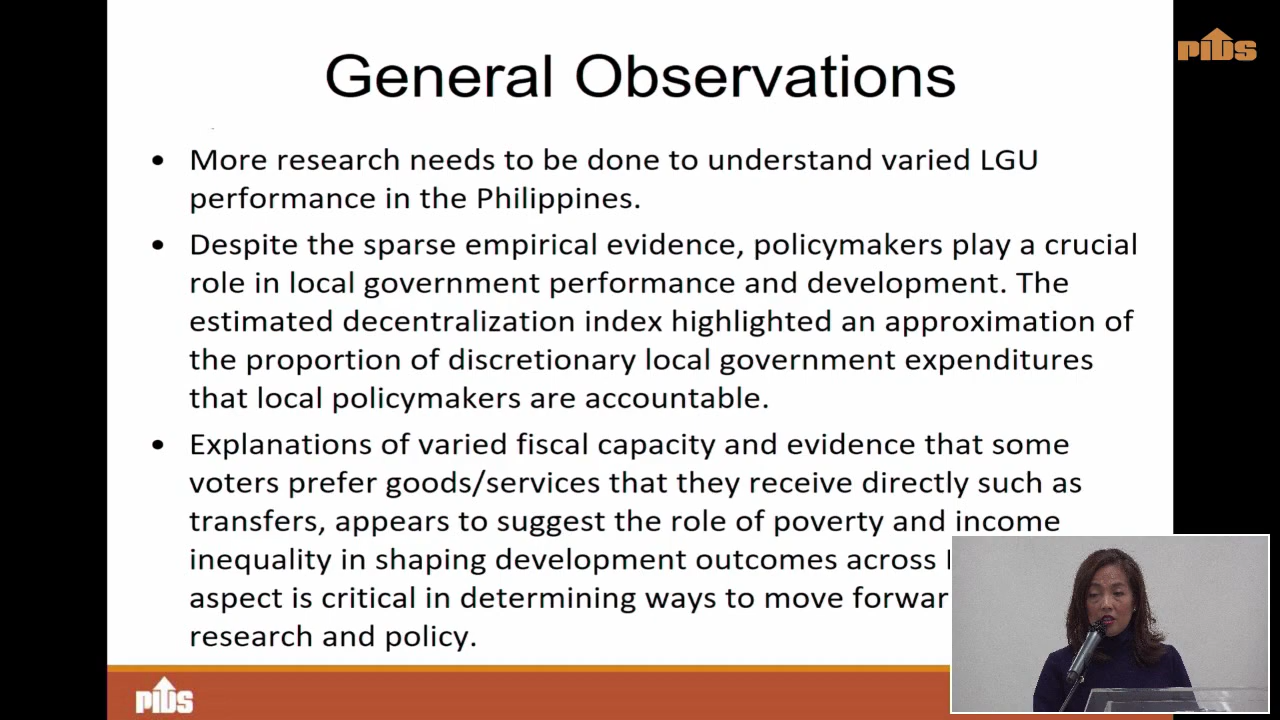 PIDS
General Observations
• More research needs to be done to understand varied LGU
performance in the Philippines.
• Despite the sparse empirical evidence, policymakers play a crucial
role in local government performance and development. The
estimated decentralization index highlighted an approximation of
the proportion of discretionary local government expenditures
that local policymakers are accountable.
• Explanations of varied fiscal capacity and evidence that some
voters prefer goods/services that they receive directly such as
transfers, appears to suggest the role of poverty and income
inequality in shaping development outcomes across
aspect is critical in determining ways to move forwar
research and policy.
PIDS